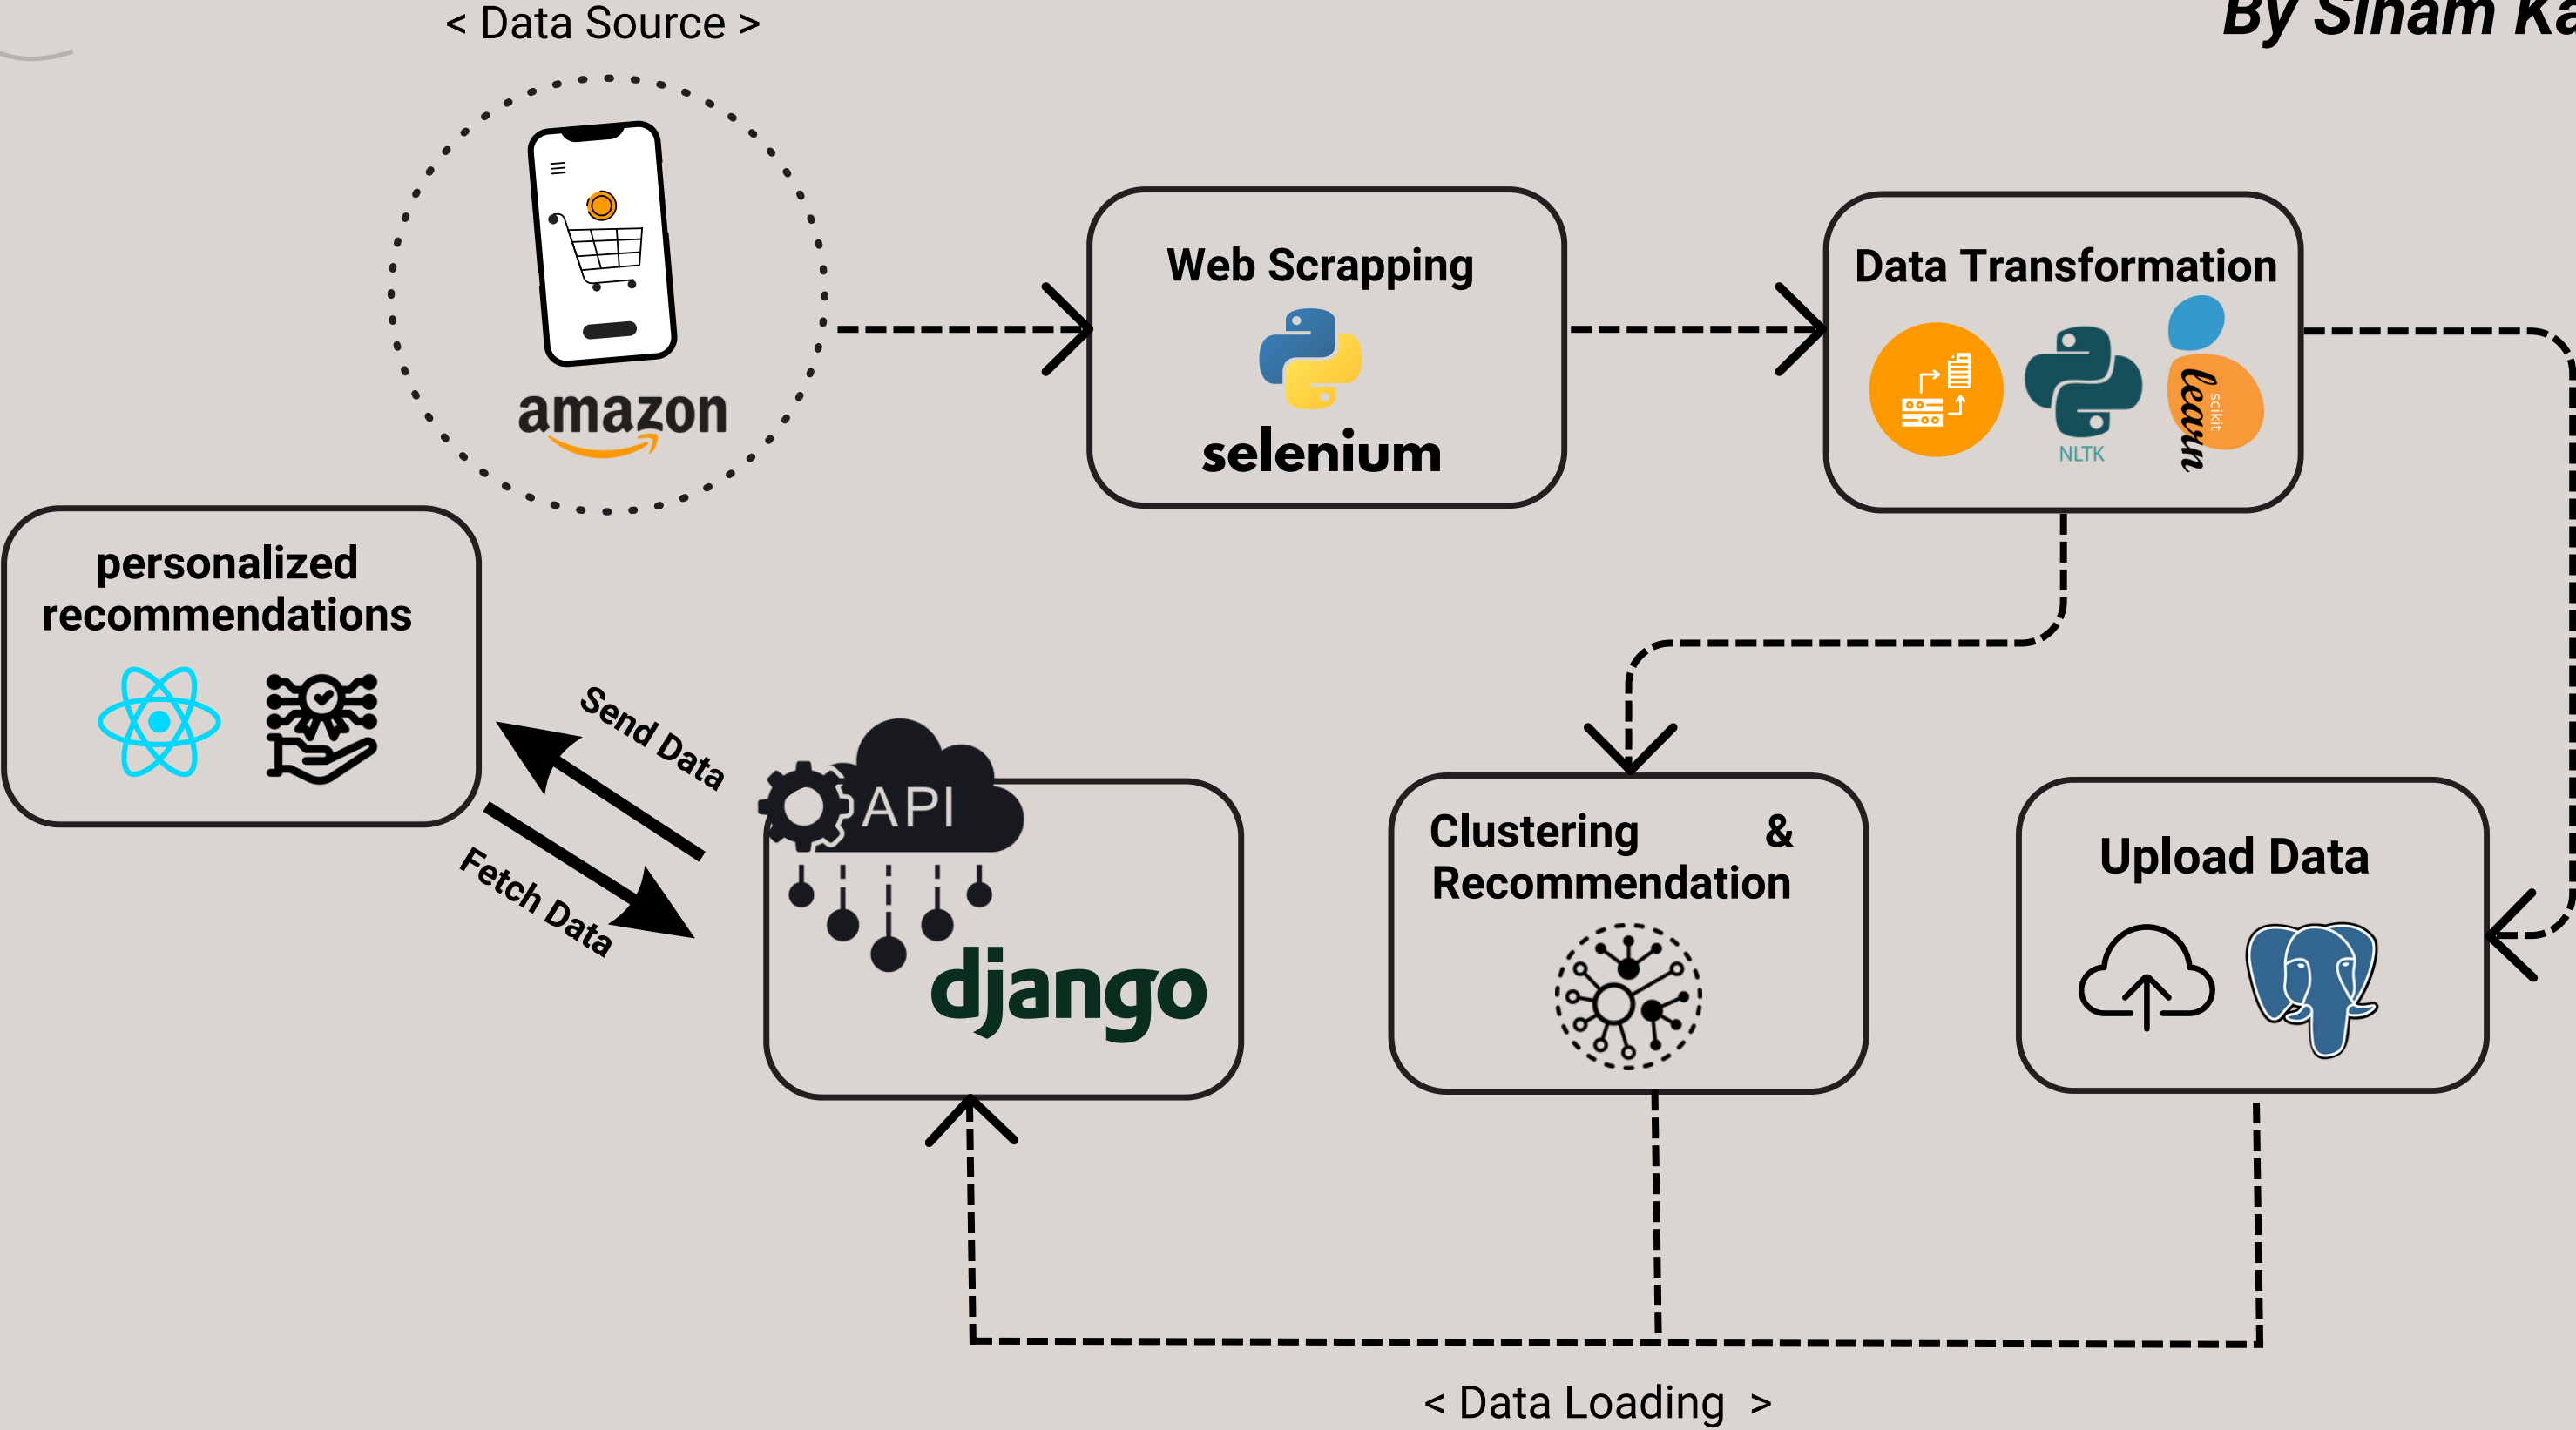 < Data Source >
By Sinam Ka
amazon
Web Scrapping
selenium
Data Transformation
NLTK
scikit
learn
personalized
recommendations
Send Data
Fetch Data
API
django
Clustering &
Recommendation
Upload Data
< Data Loading >